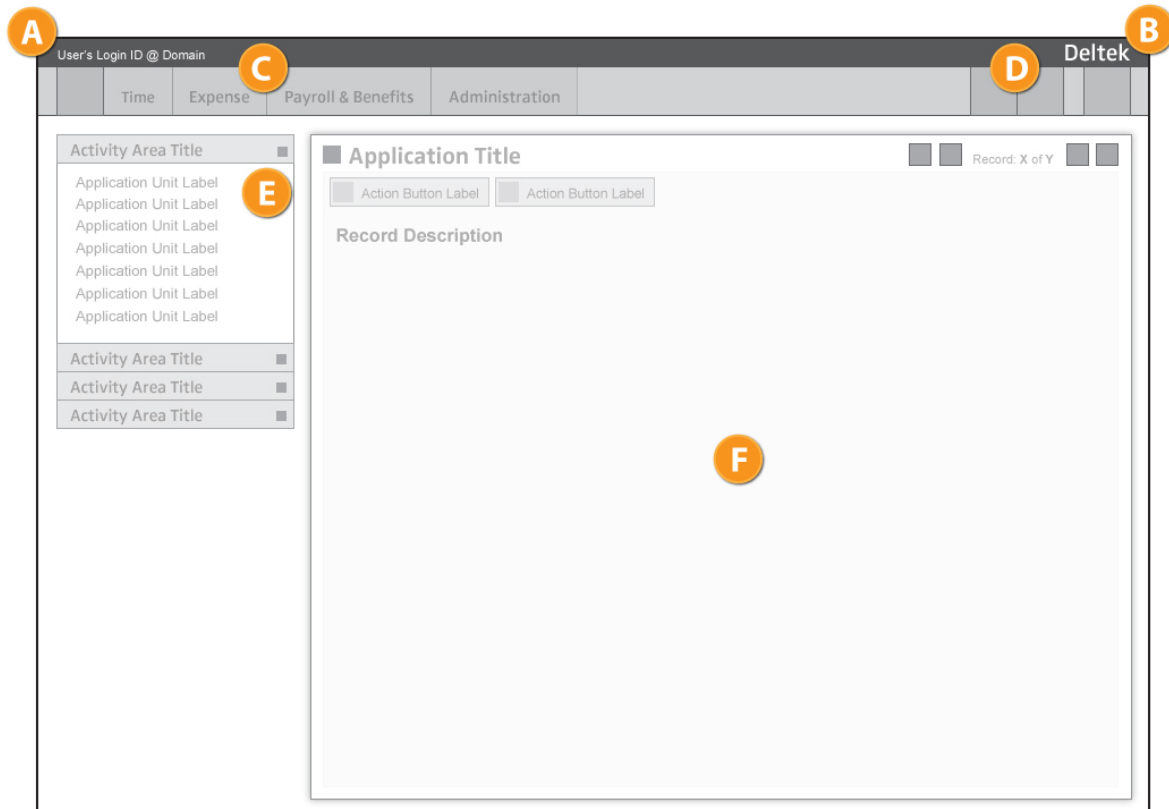 A
B
User's Login ID @ Domain
C
D
Deltek
Time
Expense
Payroll & Benefits
Administration
Activity Area Title
E
Application Unit Label
Application Unit Label
Application Unit Label
Application Unit Label
Application Unit Label
Application Unit Label
Application Unit Label
Activity Area Title
Activity Area Title
Activity Area Title
Application Title
Record: X of Y
Action Button Label
Action Button Label
Record Description
F